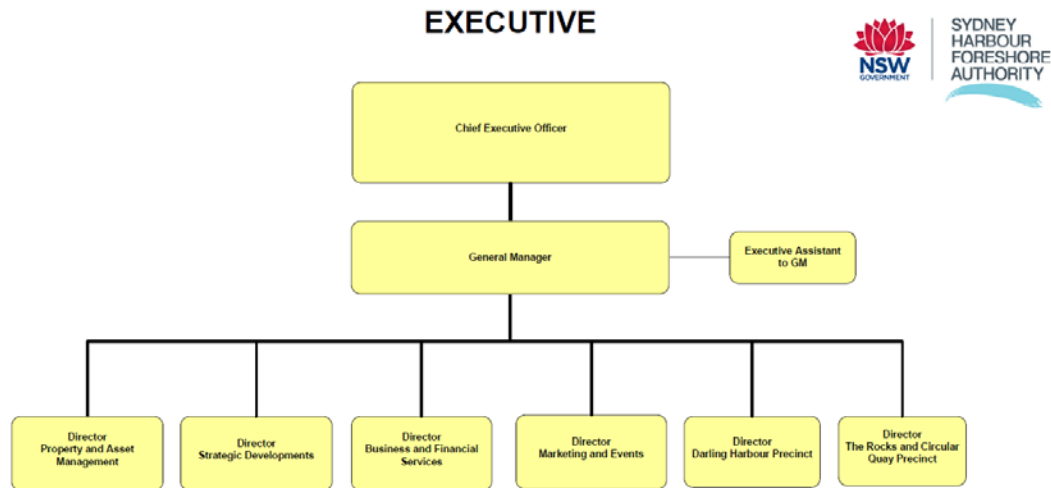 EXECUTIVE
NSW
GOVERNMENT
SYDNEY
HARBOUR
FORESHORE
AUTHORITY
Chief Executive Officer
General Manager
Executive Assistant
to GM
Director
Property and Asset
Management
Director
Strategic Developments
Director
Business and Financial
Services
Director
Marketing and Events
Director
Darling Harbour Precinct
Director
The Rocks and Circular
Quay Precinct